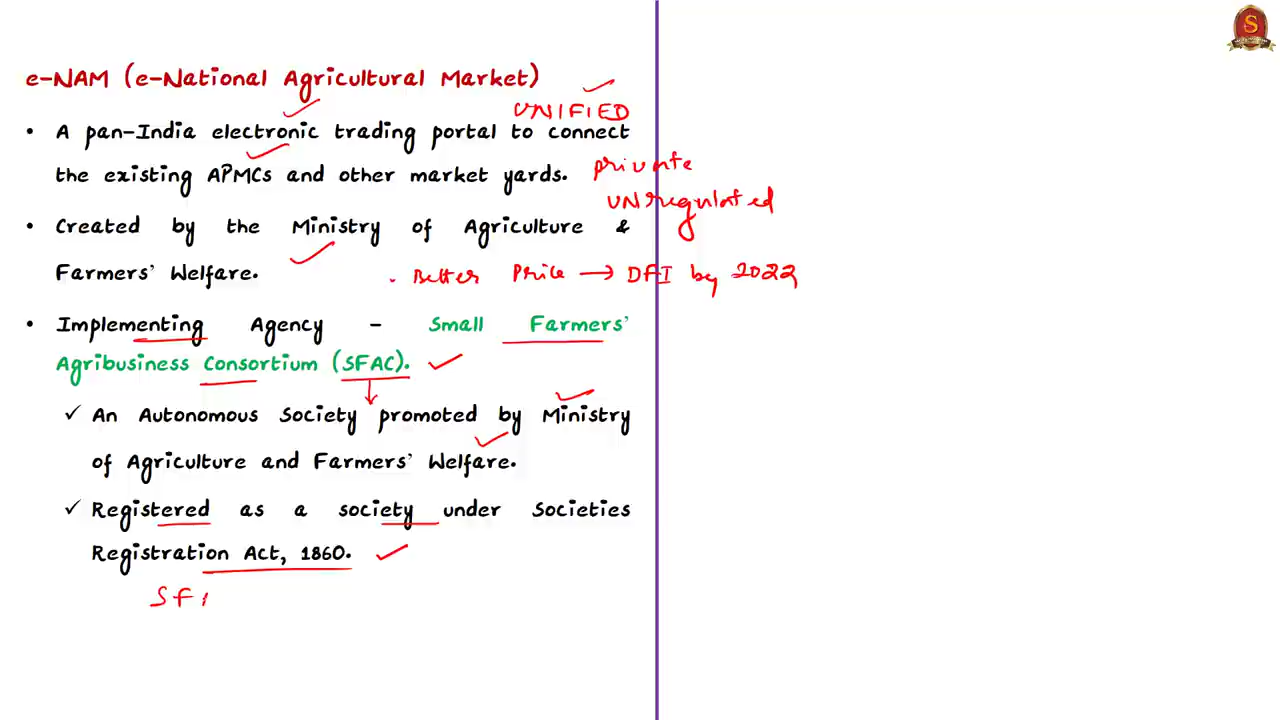 e-NAM (e-National Agricultural Market)
UNIFIED
• A pan-India electronic trading portal to connect
the existing APMCs and other market yards.
private
UNregulated
• Created by the Ministry of Agriculture &
Farmers' Welfare.
. Better Price → DFI by 2022
• Implementing Agency - Small Farmers'
Agribusiness Consortium (SFAC).
✓ An Autonomous Society promoted by Ministry
of Agriculture and Farmers' Welfare.
✓ Registered as a society under Societies
Registration Act, 1860.
SF
S